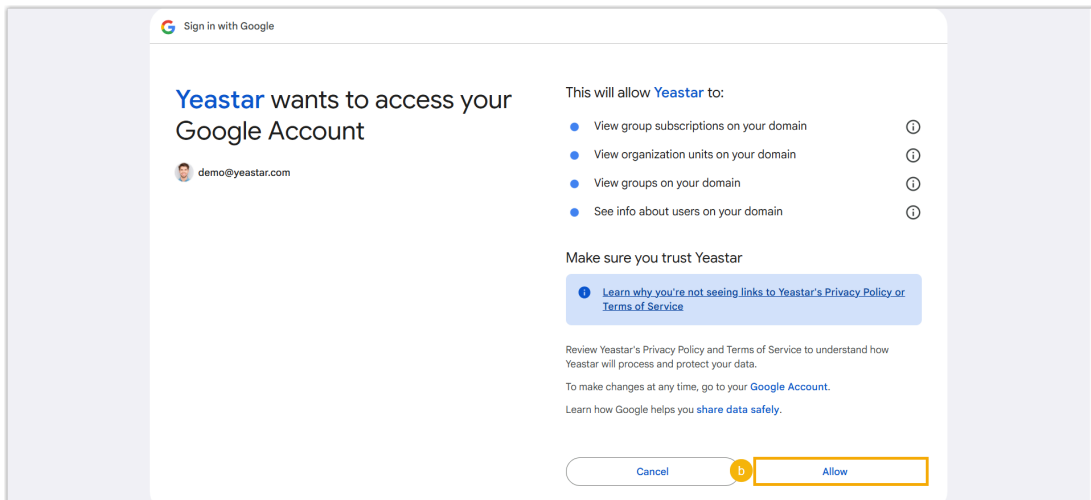 Sign in with Google
Yeastar wants to access your
Google Account
demo@yeastar.com
This will allow Yeastar to:
View group subscriptions on your domain
View organization units on your domain
View groups on your domain
See info about users on your domain
Make sure you trust Yeastar
Learn why you're not seeing links to Yeastar's Privacy Policy or
Terms of Service
Review Yeastar's Privacy Policy and Terms of Service to understand how
Yeastar will process and protect your data.
To make changes at any time, go to your Google Account.
Learn how Google helps you share data safely.
Cancel b Allow